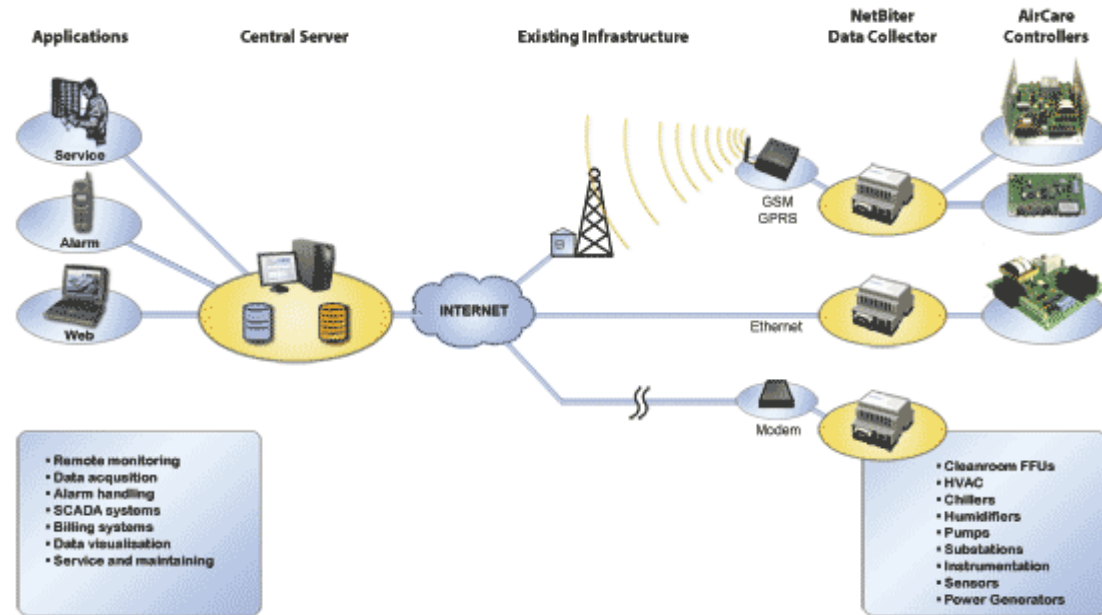 Applications
Central Server
Existing Infrastructure
NetBiter
Data Collector
AirCare
Controllers
Service
Alarm
Web
INTERNET
GSM
GPRS
Ethernet
Modem
• Remote monitoring
• Data acqusition
• Alarm handling
• SCADA systems
• Billing systems
• Data visualisation
• Service and maintaining
• Cleanroom FFUs
• HVAC
• Chillers
• Humidifiers
• Pumps
• Substations
• Instrumentation
• Sensors
• Power Generators